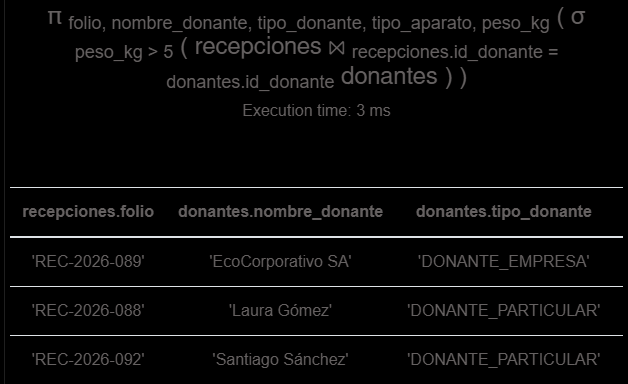 π folio, nombre_donante, tipo_donante, tipo_aparato, peso_kg ( σ
peso_kg > 5 ( recepciones ⨝ recepciones.id_donante =
donantes.id_donante donantes ) )
Execution time: 3 ms
recepciones.folio donantes.nombre_donante donantes.tipo_donante
'REC-2026-089' 'EcoCorporativo SA' 'DONANTE_EMPRESA'
'REC-2026-088' 'Laura Gómez' 'DONANTE_PARTICULAR'
'REC-2026-092' 'Santiago Sánchez' 'DONANTE_PARTICULAR'